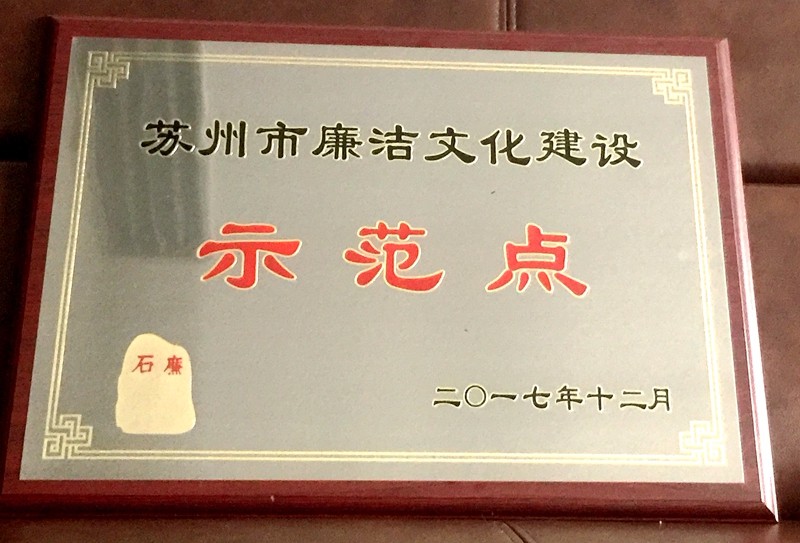 苏州市廉洁文化建设
示范点
石廉
二〇一七年十二月